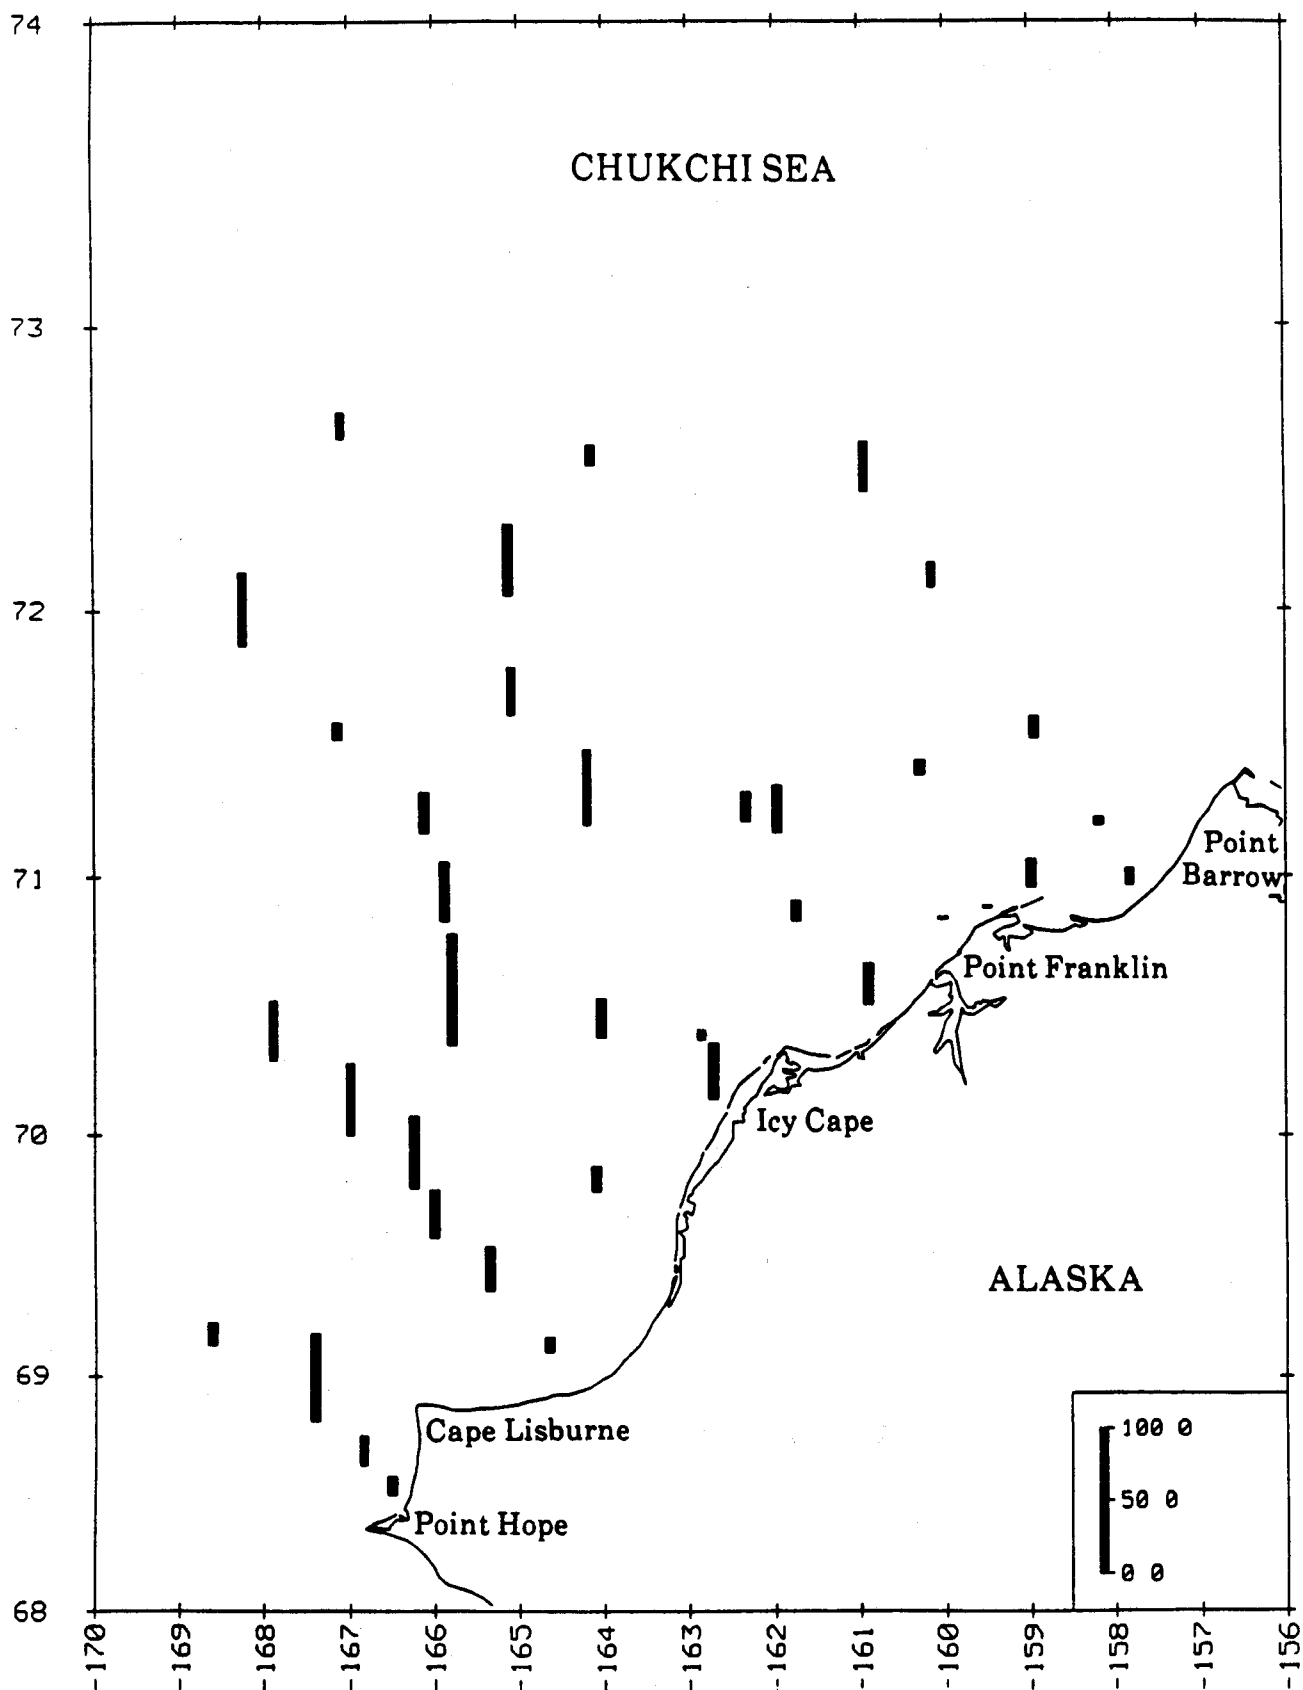 74
CHUKCHI SEA
73
72
71
Point
Barrow
Point Franklin
70
Icy Cape
ALASKA
69
Cape Lisburne
100 0
50 0
0 0
Point Hope
68
-170 -169 -168 -167 -166 -165 -164 -163 -162 -161 -160 -159 -158 -157 -156